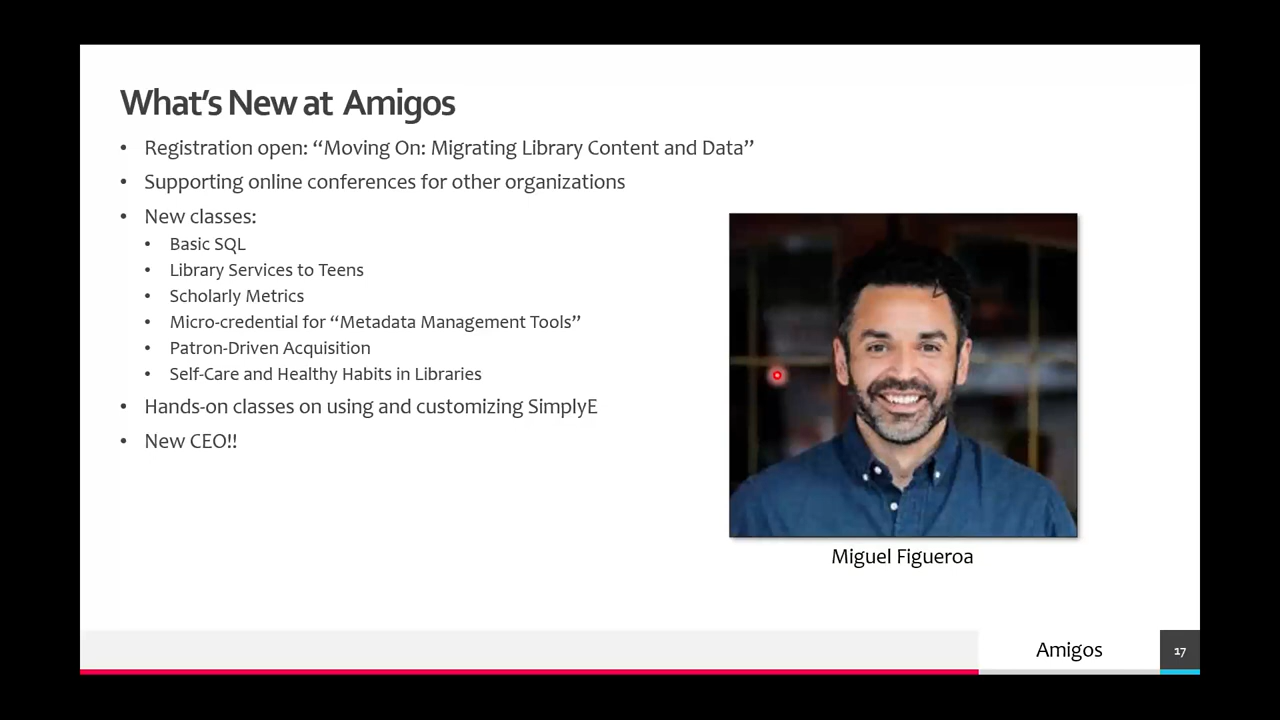 What's New at Amigos
• Registration open: “Moving On: Migrating Library Content and Data”
• Supporting online conferences for other organizations
• New classes:
• Basic SQL
• Library Services to Teens
• Scholarly Metrics
• Micro-credential for “Metadata Management Tools”
• Patron-Driven Acquisition
• Self-Care and Healthy Habits in Libraries
• Hands-on classes on using and customizing SimplyE
• New CEO!!
Miguel Figueroa
Amigos
17